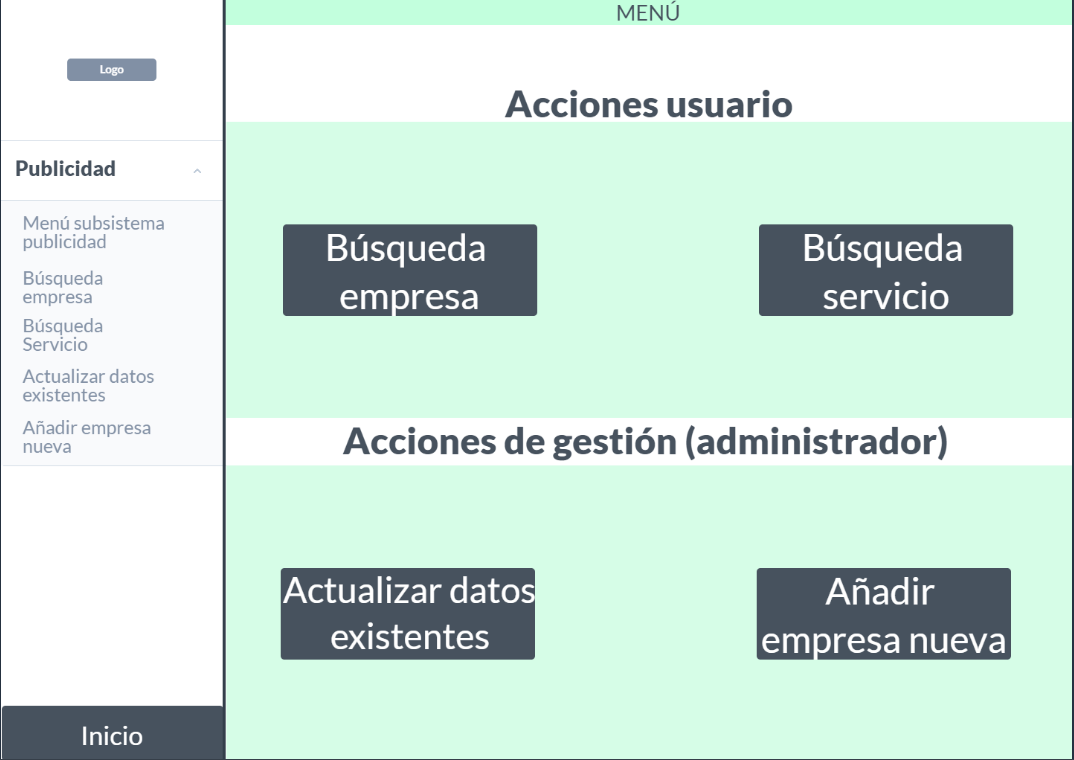 MENÚ
Logo
Publicidad
Menú subsistema
publicidad
Búsqueda
empresa
Búsqueda
Servicio
Actualizar datos
existentes
Añadir empresa
nueva
Inicio
Acciones usuario
Búsqueda
empresa
Búsqueda
servicio
Acciones de gestión (administrador)
Actualizar datos
existentes
Añadir
empresa nueva